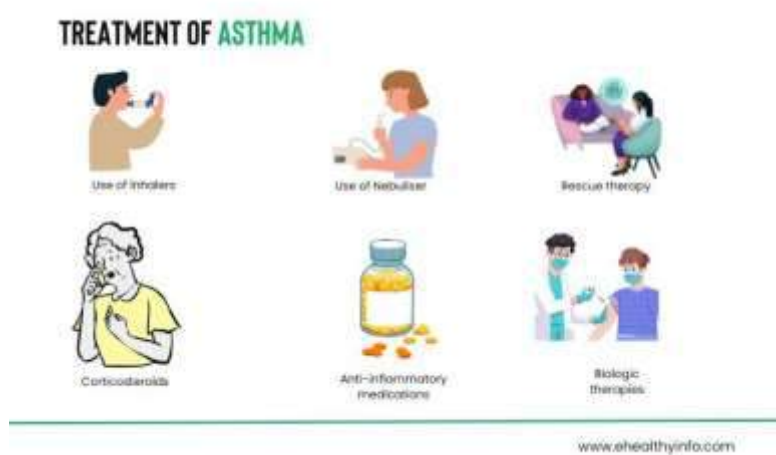 TREATMENT OF ASTHMA
Use of Inhalers
Use of Nebuliser
Rescue therapy
Corticosteroids
Anti-inflammatory
medications
Biologic
therapies
www.ehealthyinfo.com